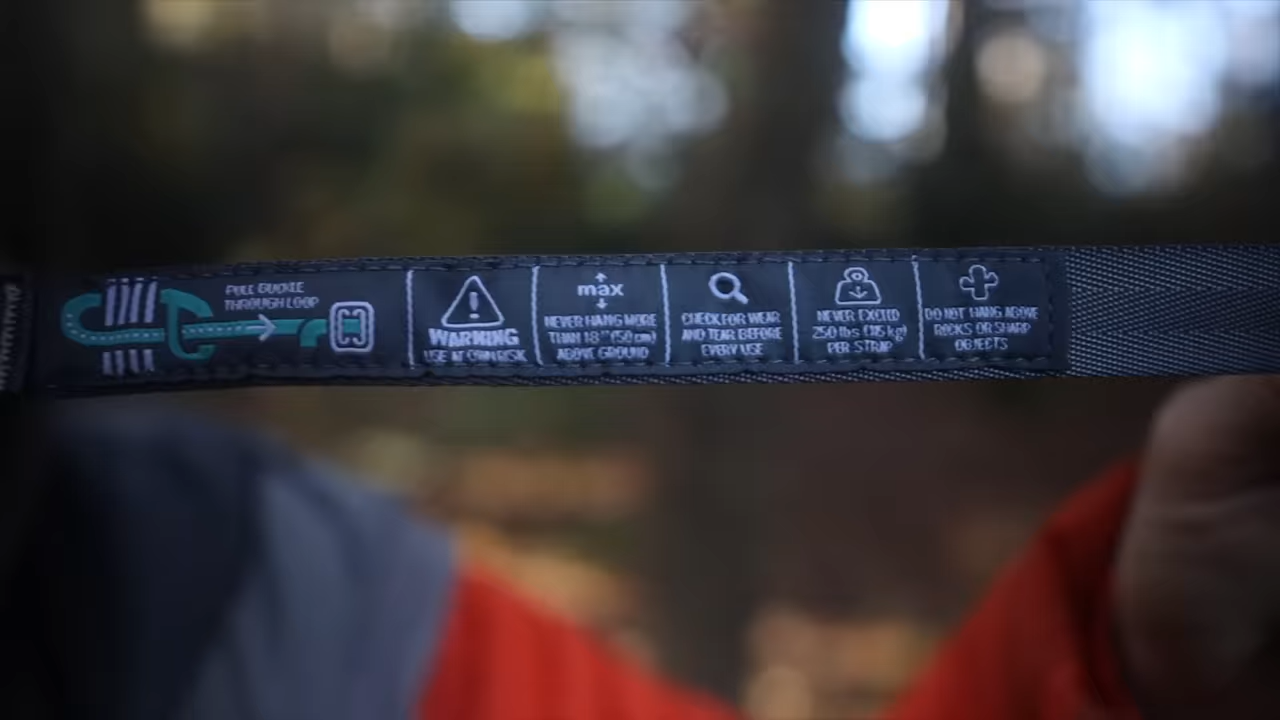 PULL BUCKLE
THROUGH LOOP
WARNING
USE AT OWN RISK
max
NEVER HANG MORE
THAN 18" (50 cm)
ABOVE GROUND
CHECK FOR WEAR
AND TEAR BEFORE
EVERY USE
NEVER EXCEED
250 lbs (115 kg)
PER STRAP
DO NOT HANG ABOVE
ROCKS OR SHARP
OBJECTS